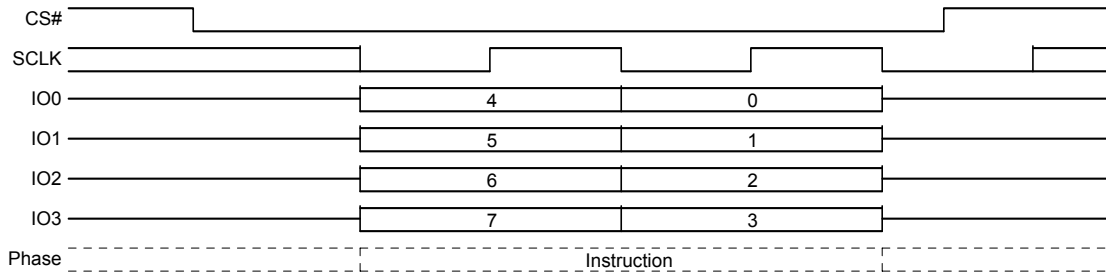 CS#
SCLK
IO0 4 0
IO1 5 1
IO2 6 2
IO3 7 3
Phase Instruction